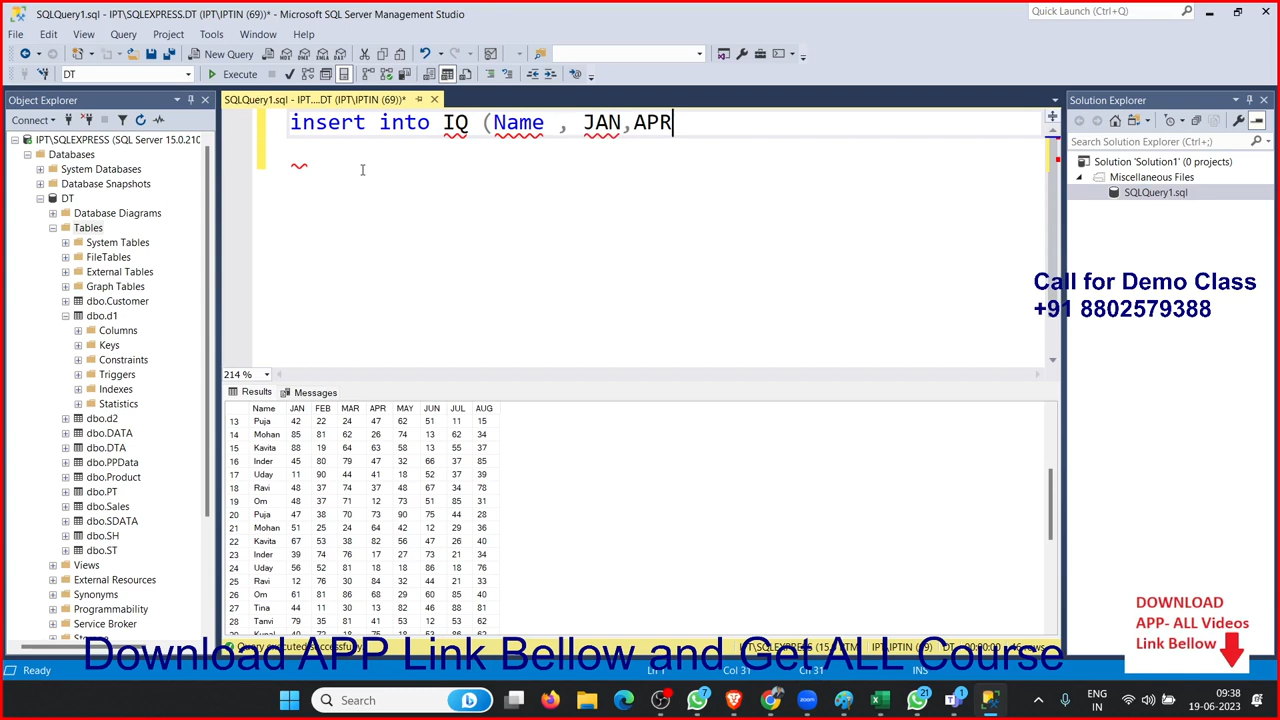 SQLQuery1.sql - IPT\SQLEXPRESS.DT (IPT\IPTIN (69))* - Microsoft SQL Server Management Studio
Quick Launch (Ctrl+Q)
File Edit View Query Project Tools Window Help
New Query
DT
Execute
Object Explorer
SQLQuery1.sql - IPT....DT (IPT\IPTIN (69))*
Solution Explorer
Connect
Search Solution Explorer (Ctrl+;)
IPT\SQLEXPRESS (SQL Server 15.0.210
Databases
System Databases
Database Snapshots
DT
Database Diagrams
Tables
System Tables
FileTables
External Tables
Graph Tables
dbo.Customer
dbo.d1
Columns
Keys
Constraints
Triggers
Indexes
Statistics
dbo.d2
dbo.DATA
dbo.DTA
dbo.PPData
dbo.Product
dbo.PT
dbo.Sales
dbo.SDATA
dbo.SH
dbo.ST
Views
External Resources
Synonyms
Programmability
Service Broker
insert into IQ (Name , JAN,APR
Solution 'Solution1' (0 projects)
Miscellaneous Files
SQLQuery1.sql
Call for Demo Class
+91 8802579388
214 %
Results Messages
Name JAN FEB MAR APR MAY JUN JUL AUG
13 Puja 42 22 24 47 62 51 11 15
14 Mohan 85 81 62 26 74 13 62 34
15 Kavita 88 19 64 63 58 13 55 37
16 Inder 45 80 79 47 32 66 37 85
17 Uday 11 90 44 41 18 52 37 39
18 Ravi 48 37 74 37 48 67 34 78
19 Om 48 37 71 12 73 51 85 31
20 Puja 47 38 70 73 90 75 44 28
21 Mohan 51 25 24 64 42 12 29 36
22 Kavita 67 53 38 82 56 47 26 40
23 Inder 39 74 76 17 27 73 21 34
24 Uday 56 52 81 18 18 86 18 76
25 Ravi 12 76 30 84 32 44 21 33
26 Om 61 81 86 68 29 60 85 40
27 Tina 44 11 30 13 82 46 88 81
28 Tanvi 79 35 81 41 53 12 64 51
DOWNLOAD
APP- ALL Videos
Link Bellow
Download APP Link Bellow and Get ALL Course
Ready
Col 31
Ch 31
INS
Search
7
21
1
ENG
IN
09:38
19-06-2023